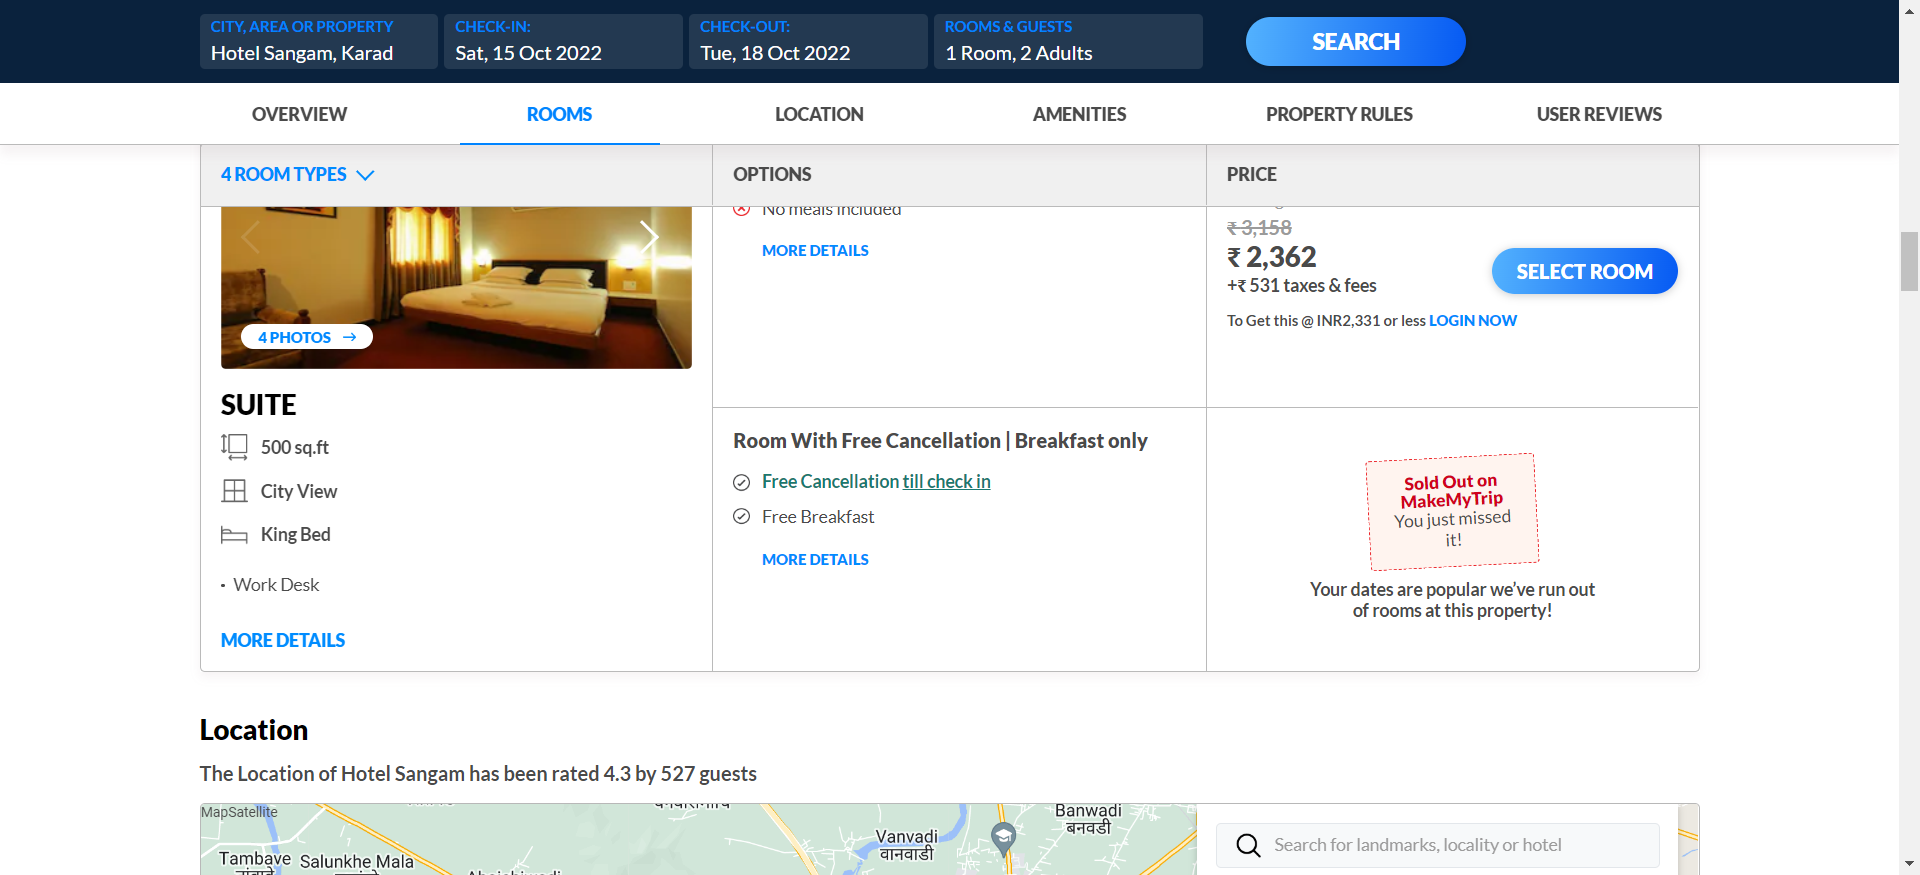 CITY, AREA OR PROPERTY
Hotel Sangam, Karad
CHECK-IN:
Sat, 15 Oct 2022
CHECK-OUT:
Tue, 18 Oct 2022
ROOMS & GUESTS
1 Room, 2 Adults
SEARCH
OVERVIEW
ROOMS
LOCATION
AMENITIES
PROPERTY RULES
USER REVIEWS
4 ROOM TYPES
OPTIONS
PRICE
4 PHOTOS
SUITE
500 sq.ft
City View
King Bed
· Work Desk
MORE DETAILS
No meals included
MORE DETAILS
₹ 3,158
₹ 2,362
+₹ 531 taxes & fees
To Get this @ INR2,331 or less LOGIN NOW
SELECT ROOM
Room With Free Cancellation | Breakfast only
Free Cancellation till check in
Free Breakfast
MORE DETAILS
Sold Out on
MakeMyTrip
You just missed
it!
Your dates are popular we’ve run out
of rooms at this property!
Location
The Location of Hotel Sangam has been rated 4.3 by 527 guests
MapSatellite
Tambave
तांबवे
Salunkhe Mala
Vanvadi
वानवाडी
Banwadi
बनवडी
Search for landmarks, locality or hotel